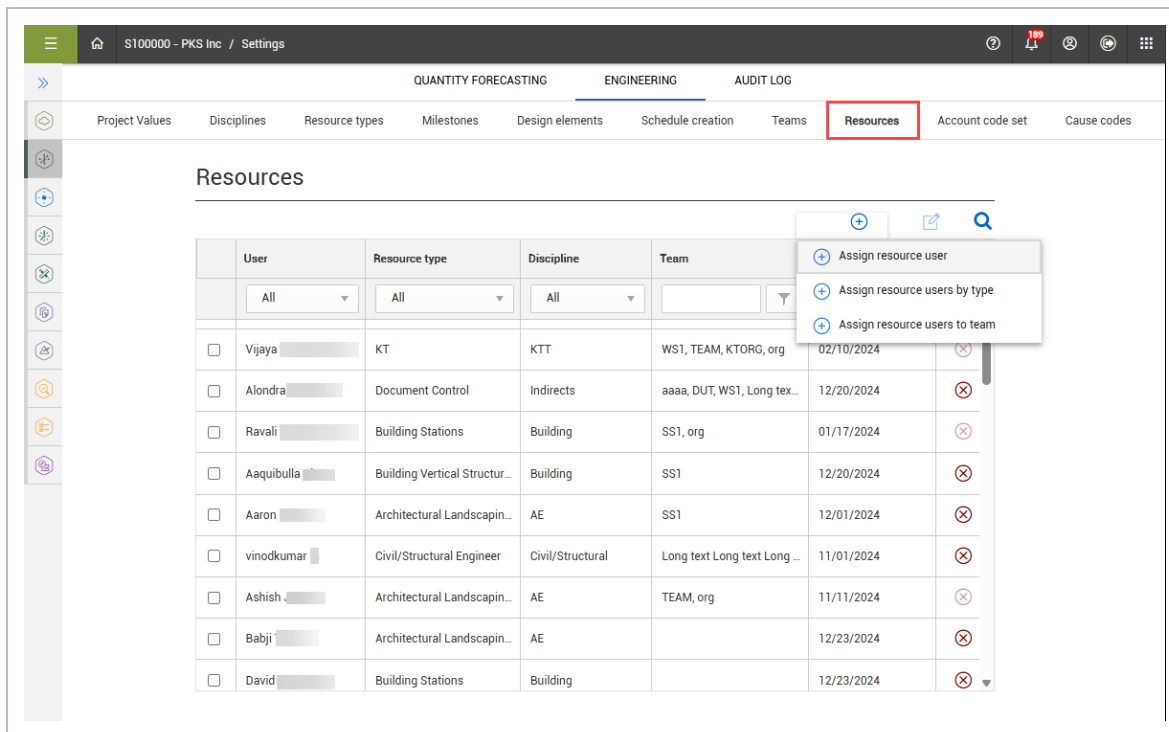 S100000 - PKS Inc / Settings
189
QUANTITY FORECASTING ENGINEERING AUDIT LOG
Project Values Disciplines Resource types Milestones Design elements Schedule creation Teams Resources Account code set Cause codes
Resources
User Resource type Discipline Team
Assign resource user
All All All
Assign resource users by type
Assign resource users to team
Vijaya KT KTT WS1, TEAM, KTORG, org 02/10/2024
Alondra Document Control Indirects aaaa, DUT, WS1, Long tex... 12/20/2024
Ravali Building Stations Building SS1, org 01/17/2024
Aaquibulla Building Vertical Structur... Building SS1 12/20/2024
Aaron Architectural Landscapin... AE SS1 12/01/2024
vinodkumar Civil/Structural Engineer Civil/Structural Long text Long text Long ... 11/01/2024
Ashish Architectural Landscapin... AE TEAM, org 11/11/2024
Babji Architectural Landscapin... AE 12/23/2024
David Building Stations Building 12/23/2024